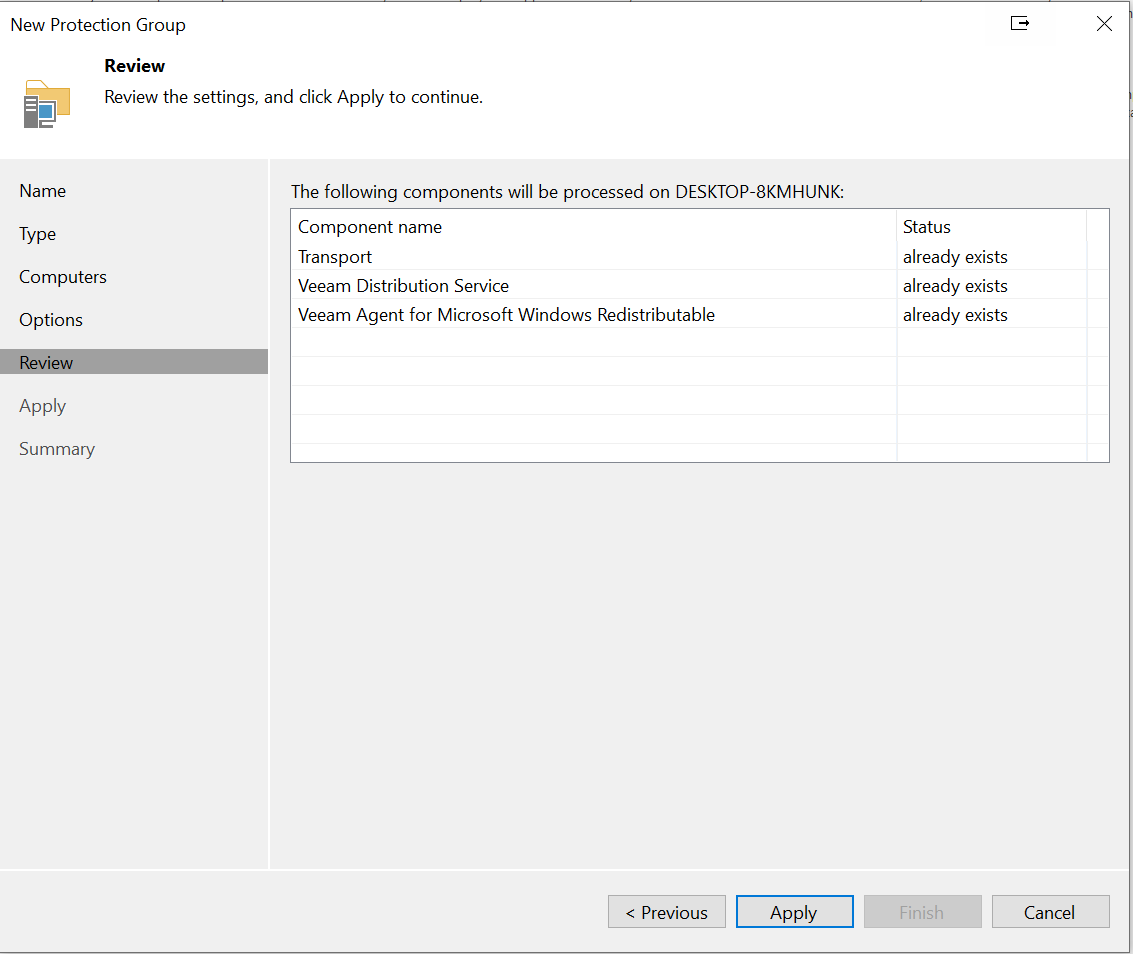 New Protection Group
Review
Review the settings, and click Apply to continue.
Name
Type
Computers
Options
Review
Apply
Summary
The following components will be processed on DESKTOP-8KMHUNK:
Component name Status
Transport already exists
Veeam Distribution Service already exists
Veeam Agent for Microsoft Windows Redistributable already exists
< Previous Apply Finish Cancel